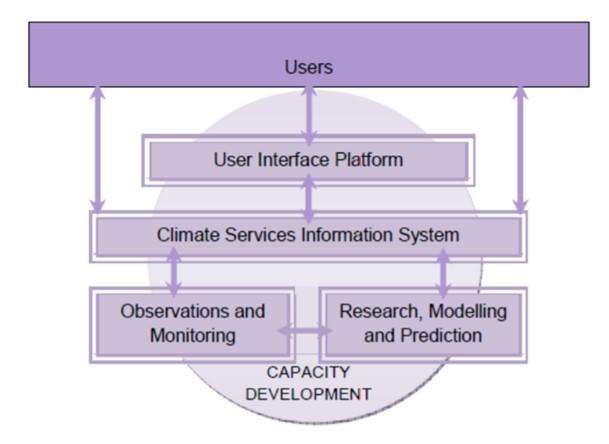 Users
User Interface Platform
Climate Services Information System
Observations and
Monitoring
Research, Modelling
and Prediction
CAPACITY
DEVELOPMENT